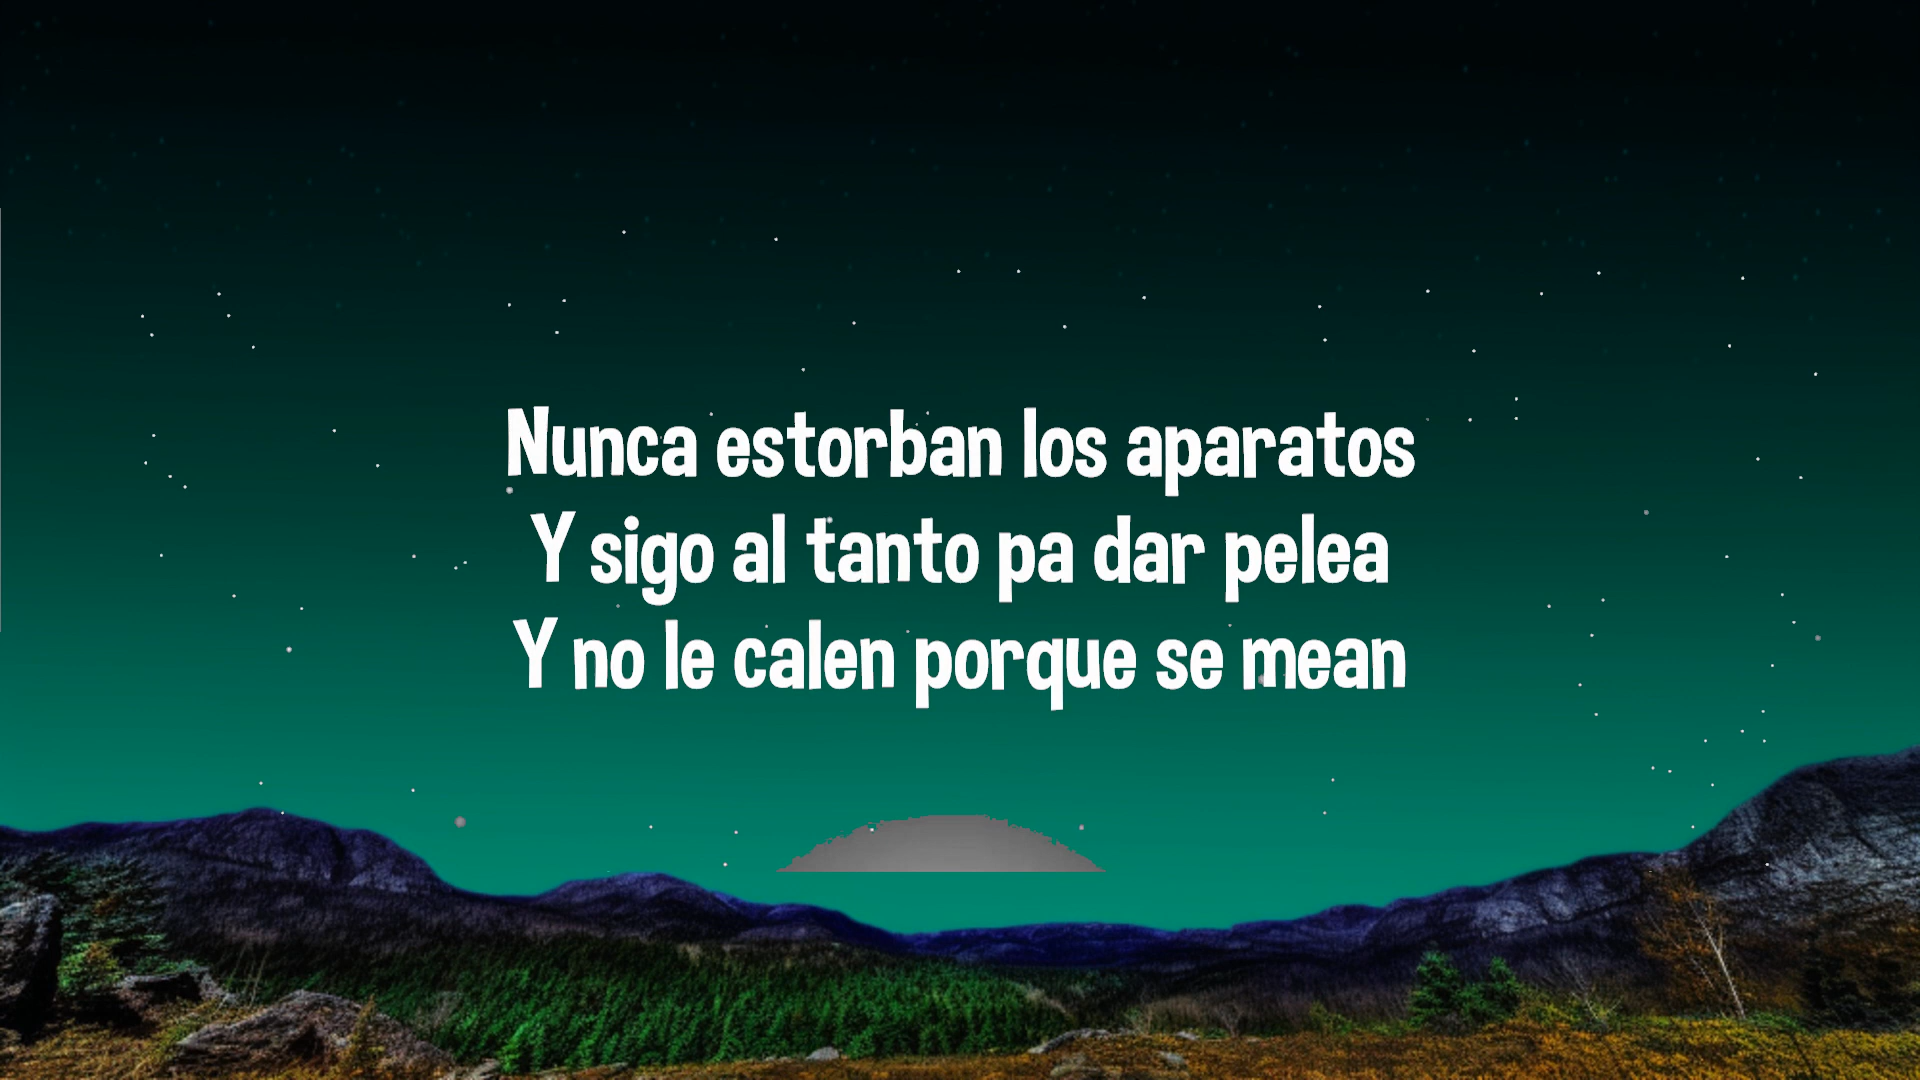 Nunca estorban los aparatos
Y sigo al tanto pa dar pelea
Y no le calen porque se mean